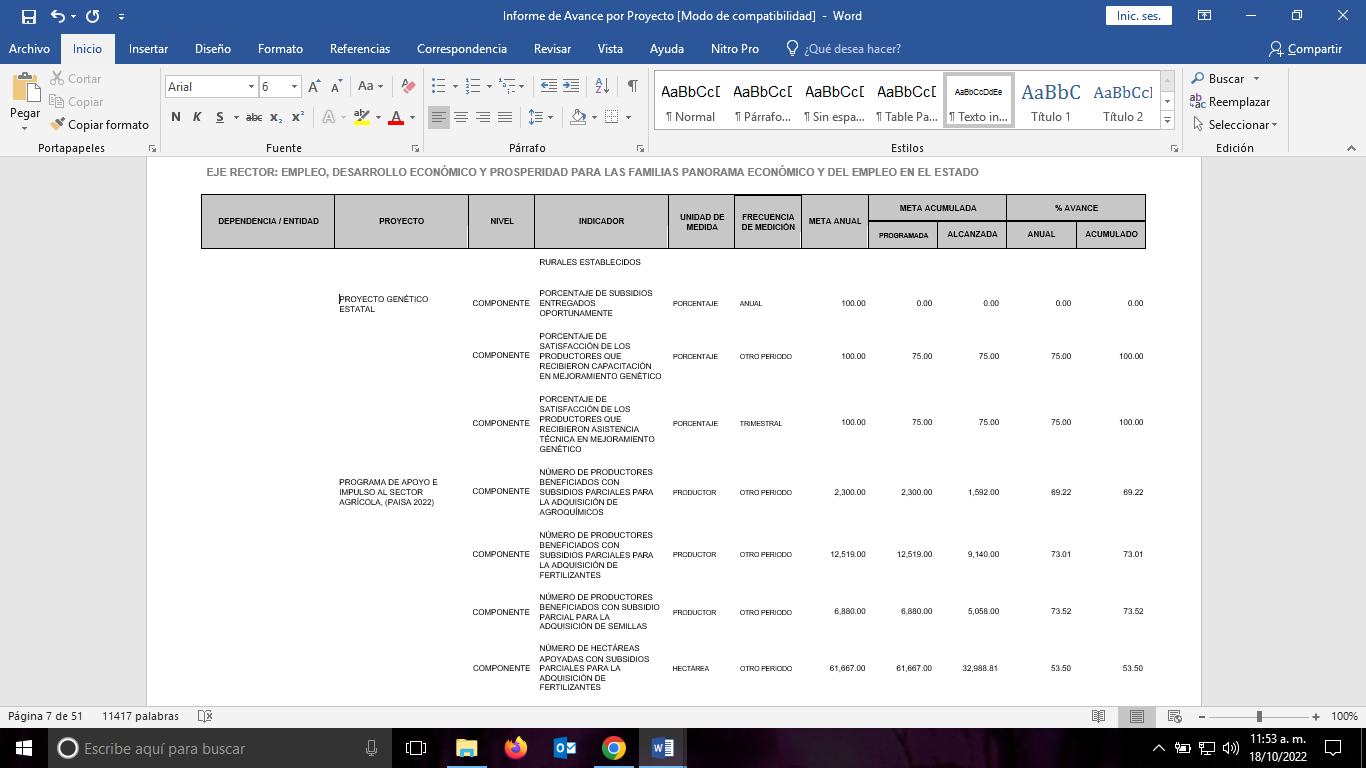 Informe de Avance por Proyecto [Modo de compatibilidad] - Word
Inic. ses.
Archivo Inicio Insertar Diseño Formato Referencias Correspondencia Revisar Vista Ayuda Nitro Pro ¿Qué desea hacer? Compartir
Pegar
Cortar
Copiar
Copiar formato
Portapapeles
Arial 6
N K S abc x₂ x²
Fuente
Párrafo
AaBbCcI AaBbCcI AaBbCcI AaBbCcI AaBbCcDdEe AaBbC AaBbCcI
¶ Normal ¶ Párrafo... ¶ Sin espa... ¶ Table Pa... ¶ Texto in... Título 1 Título 2
Estilos
Buscar
Reemplazar
Seleccionar
Edición
EJE RECTOR: EMPLEO, DESARROLLO ECONÓMICO Y PROSPERIDAD PARA LAS FAMILIAS PANORAMA ECONÓMICO Y DEL EMPLEO EN EL ESTADO
DEPENDENCIA / ENTIDAD
PROYECTO
NIVEL
INDICADOR
UNIDAD DE
MEDIDA
FRECUENCIA
DE MEDICIÓN
META ANUAL
META ACUMULADA
PROGRAMADA
ALCANZADA
% AVANCE
ANUAL
ACUMULADO
RURALES ESTABLECIDOS
PROYECTO GENÉTICO
ESTATAL
COMPONENTE
PORCENTAJE DE SUBSIDIOS
ENTREGADOS
OPORTUNAMENTE
PORCENTAJE ANUAL 100.00 0.00 0.00 0.00 0.00
COMPONENTE
PORCENTAJE DE
SATISFACCIÓN DE LOS
PRODUCTORES QUE
RECIBIERON CAPACITACIÓN
EN MEJORAMIENTO GENÉTICO
PORCENTAJE OTRO PERIODO 100.00 75.00 75.00 75.00 100.00
COMPONENTE
PORCENTAJE DE
SATISFACCIÓN DE LOS
PRODUCTORES QUE
RECIBIERON ASISTENCIA
TÉCNICA EN MEJORAMIENTO
GENÉTICO
PORCENTAJE TRIMESTRAL 100.00 75.00 75.00 75.00 100.00
PROGRAMA DE APOYO E
IMPULSO AL SECTOR
AGRÍCOLA, (PAISA 2022)
COMPONENTE
NÚMERO DE PRODUCTORES
BENEFICIADOS CON
SUBSIDIOS PARCIALES PARA
LA ADQUISICIÓN DE
AGROQUÍMICOS
PRODUCTOR OTRO PERIODO 2,300.00 2,300.00 1,592.00 69.22 69.22
COMPONENTE
NÚMERO DE PRODUCTORES
BENEFICIADOS CON
SUBSIDIOS PARCIALES PARA
LA ADQUISICIÓN DE
FERTILIZANTES
PRODUCTOR OTRO PERIODO 12,519.00 12,519.00 9,140.00 73.01 73.01
COMPONENTE
NÚMERO DE PRODUCTORES
BENEFICIADOS CON SUBSIDIO
PARCIAL PARA LA
ADQUISICIÓN DE SEMILLAS
PRODUCTOR OTRO PERIODO 6,880.00 6,880.00 5,058.00 73.52 73.52
COMPONENTE
NÚMERO DE HECTÁREAS
APOYADAS CON SUBSIDIOS
PARCIALES PARA LA
ADQUISICIÓN DE
FERTILIZANTES
HECTÁREA OTRO PERIODO 61,667.00 61,667.00 32,988.81 53.50 53.50
Página 7 de 51 11417 palabras 100%
Escribe aquí para buscar
11:53 a. m.
18/10/2022